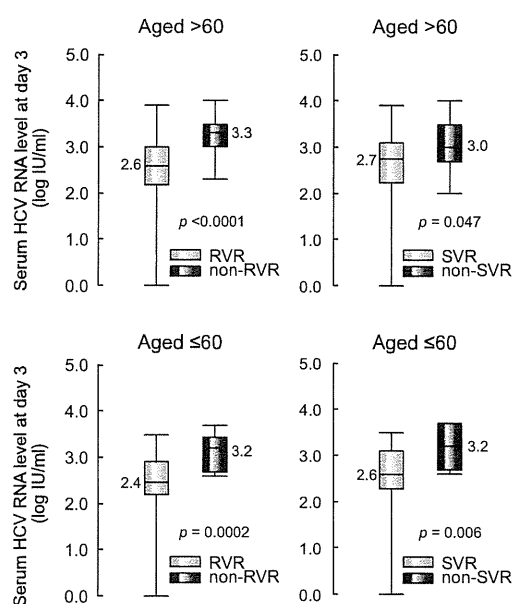 Aged >60
Serum HCV RNA level at day 3
(log IU/ml)
5.0
4.0
3.0
2.0
1.0
0.0
2.6
3.3
p <0.0001
RVR
non-RVR
Aged >60
5.0
4.0
3.0
2.0
1.0
0.0
2.7
3.0
p = 0.047
SVR
non-SVR
Aged ≤60
Serum HCV RNA level at day 3
(log IU/ml)
5.0
4.0
3.0
2.0
1.0
0.0
2.4
3.2
p = 0.0002
RVR
non-RVR
Aged ≤60
5.0
4.0
3.0
2.0
1.0
0.0
2.6
3.2
p = 0.006
SVR
non-SVR